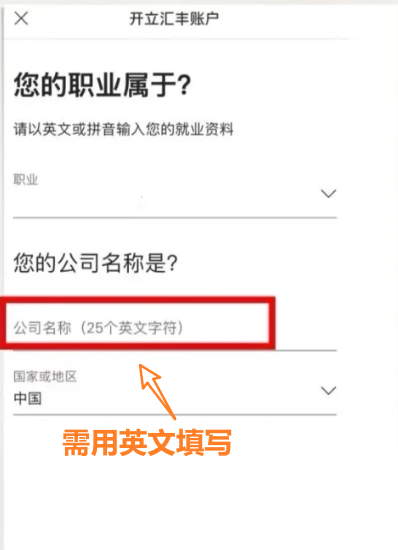 开立汇丰账户
您的职业属于?
请以英文或拼音输入您的就业资料
职业
您的公司名称是?
公司名称（25个英文字符）
国家或地区
中国
需用英文填写